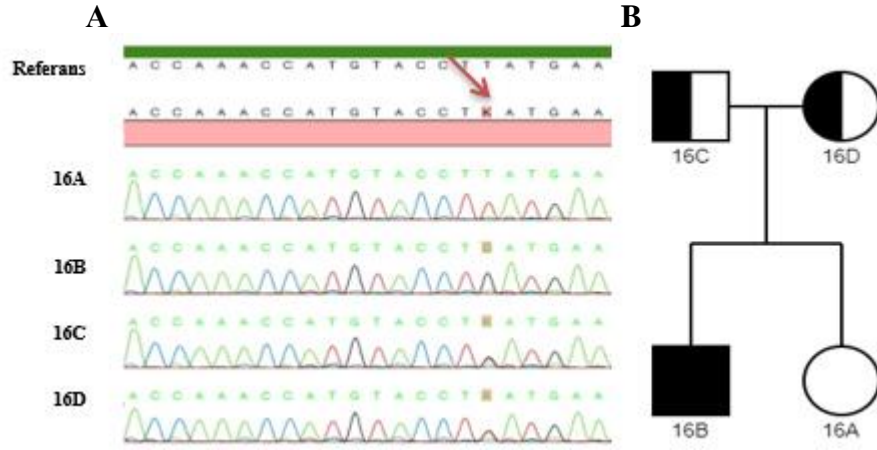 A
B
Referans
A C C A A A C C A T G T A C C T T A T G A A
A C C A A A C C A T G T A C C T K A T G A A
16A
A C C A A A C C A T G T A C C T T A T G A A
16B
A C C A A A C C A T G T A C C T G A T G A A
16C
A C C A A A C C A T G T A C C T K A T G A A
16D
A C C A A A C C A T G T A C C T K A T G A A
16C
16D
16B
16A